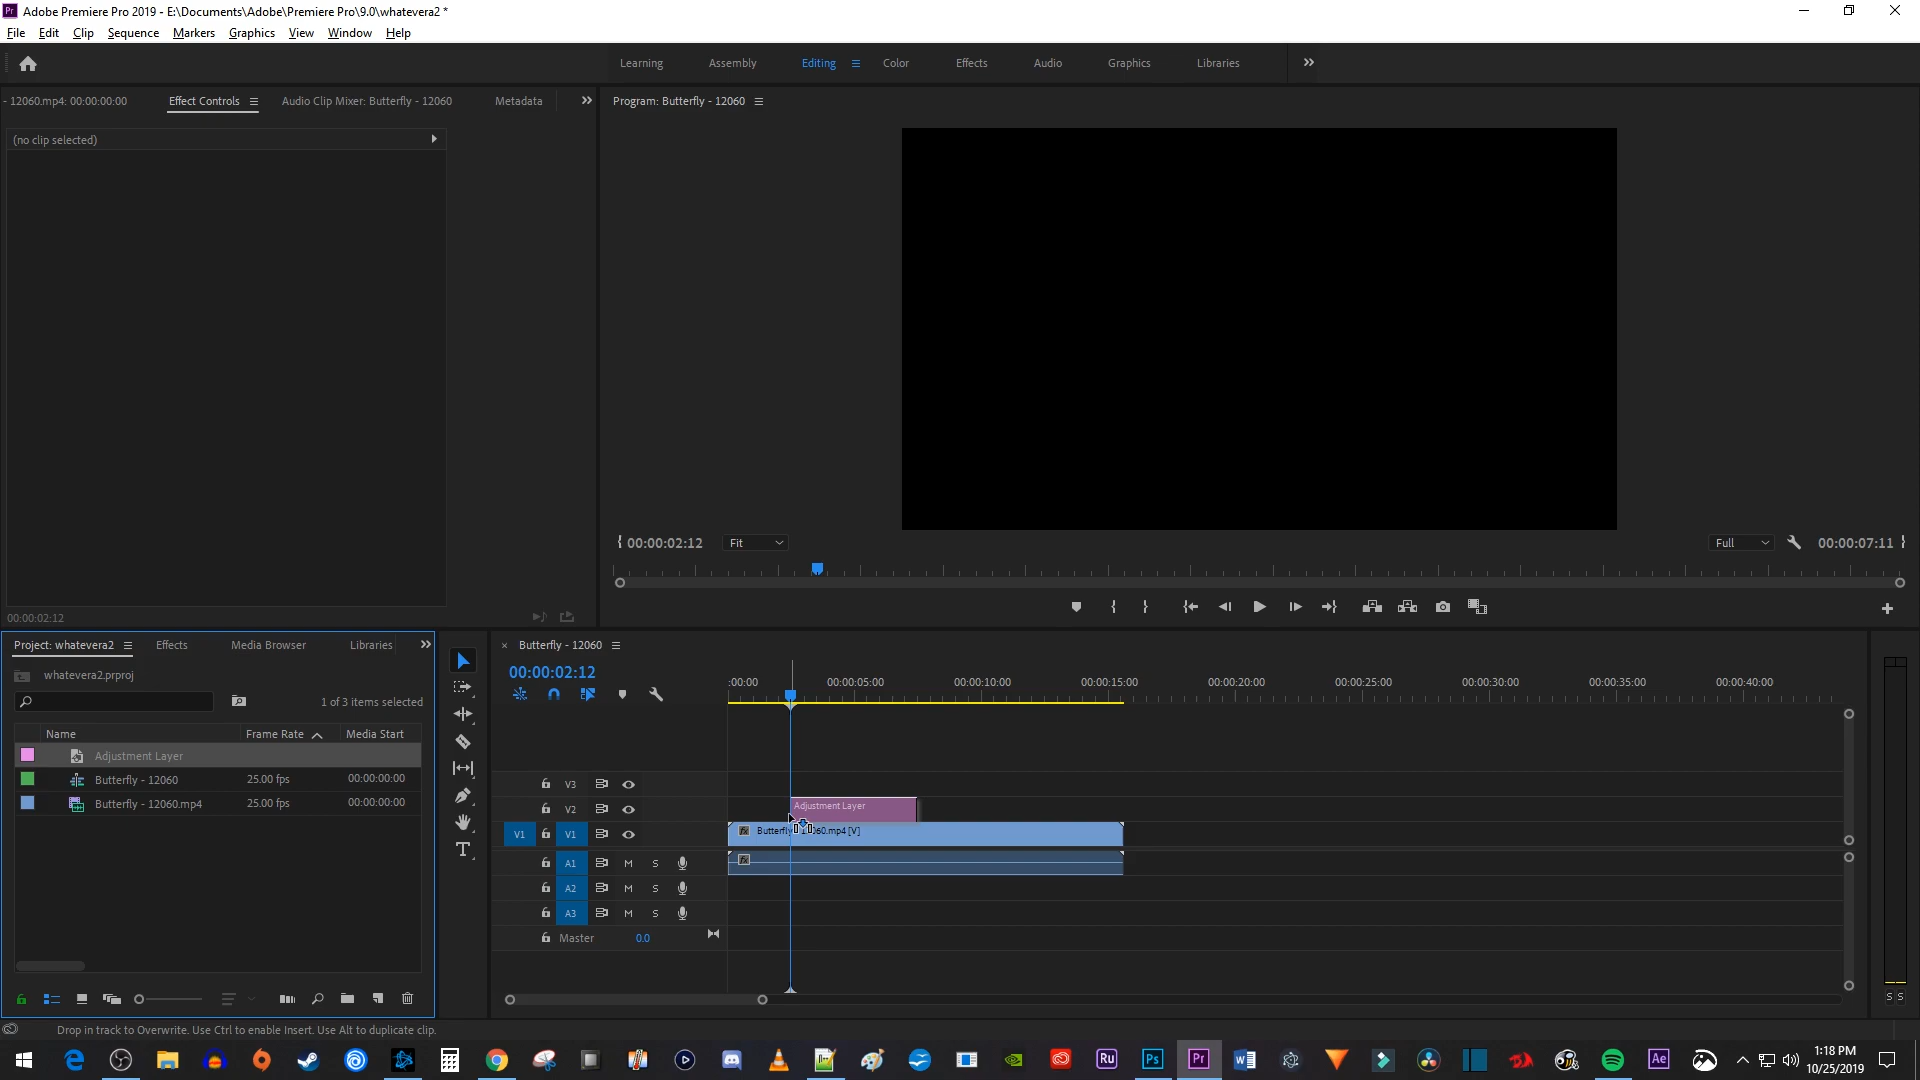 Pr Adobe Premiere Pro 2019 - E:\Documents\Adobe\Premiere Pro\9.0\whatevera2 *
File Edit Clip Sequence Markers Graphics View Window Help
Learning Assembly Editing Color Effects Audio Graphics Libraries
- 12060.mp4: 00:00:00:00 Effect Controls Audio Clip Mixer: Butterfly - 12060 Metadata
Program: Butterfly - 12060
(no clip selected)
00:00:02:12 Fit Full 00:00:07:11
00:00:02:12
Project: whatevera2 Effects Media Browser Libraries
whatevera2.prproj
1 of 3 items selected
Name Frame Rate Media Start
Adjustment Layer
Butterfly - 12060 25.00 fps 00:00:00:00
Butterfly - 12060.mp4 25.00 fps 00:00:00:00
Butterfly - 12060
00:00:02:12
:00:00 00:00:05:00 00:00:10:00 00:00:15:00 00:00:20:00 00:00:25:00 00:00:30:00 00:00:35:00 00:00:40:00
V3
V2 Adjustment Layer
V1 V1 fx 060.mp4 [V]
A1 M S fx
A2 M S
A3 M S
Master 0.0
S S
Drop in track to Overwrite. Use Ctrl to enable Insert. Use Alt to duplicate clip.
Ru Ps Pr Ae
1:18 PM
10/25/2019